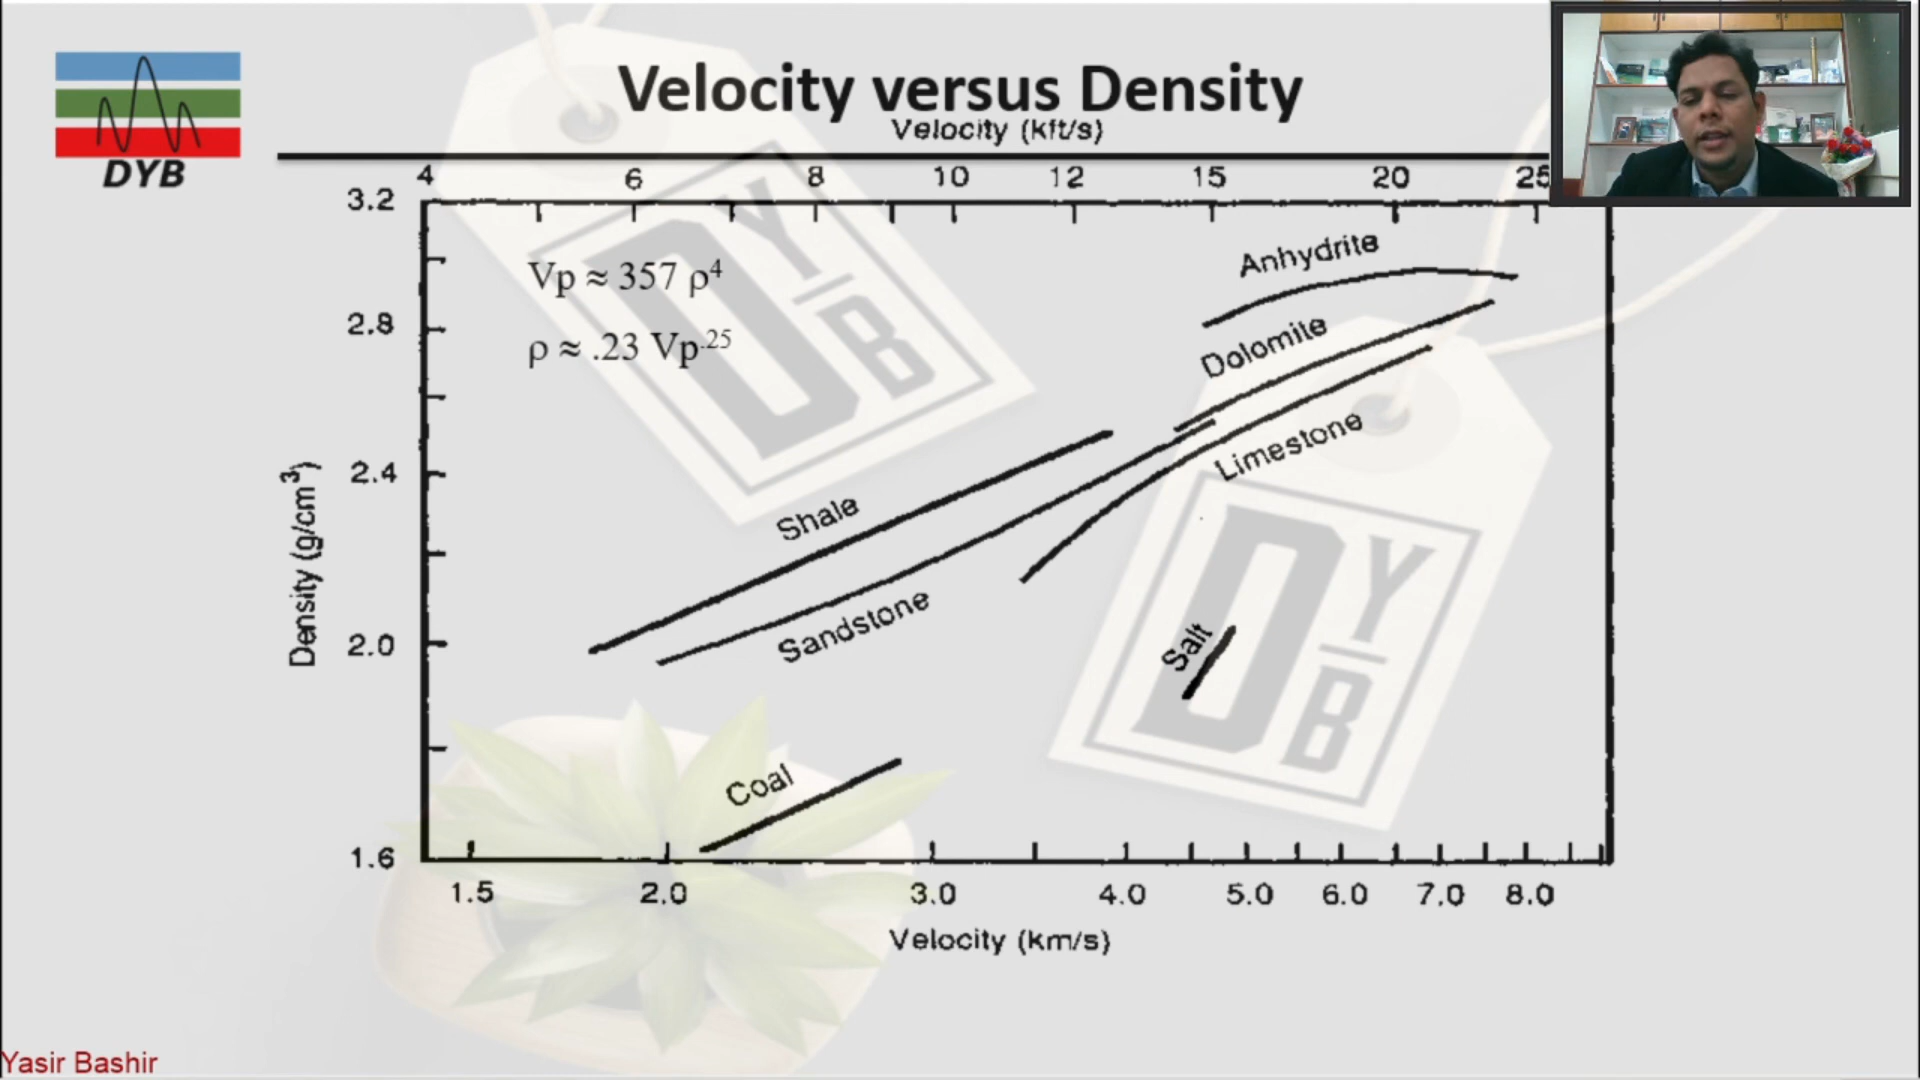 Velocity versus Density
Velocity (kft/s)
4 6 8 10 12 15 20 25
3.2
2.8
2.4
2.0
1.6
Density (g/cm³)
Vp ≈ 357 ρ⁴
ρ ≈ .23 Vp.²⁵
Anhydrite
Dolomite
Limestone
Shale
Sandstone
Salt
Coal
1.5 2.0 3.0 4.0 5.0 6.0 7.0 8.0
Velocity (km/s)
DYB
DYB
DYB
Yasir Bashir